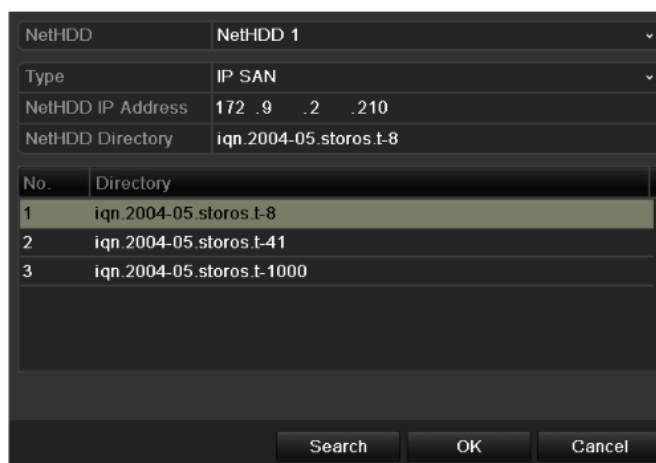 NetHDD NetHDD 1
Type IP SAN
NetHDD IP Address 172 .9 .2 .210
NetHDD Directory iqn.2004-05.storos.t-8
No. Directory
1 iqn.2004-05.storos.t-8
2 iqn.2004-05.storos.t-41
3 iqn.2004-05.storos.t-1000
Search OK Cancel